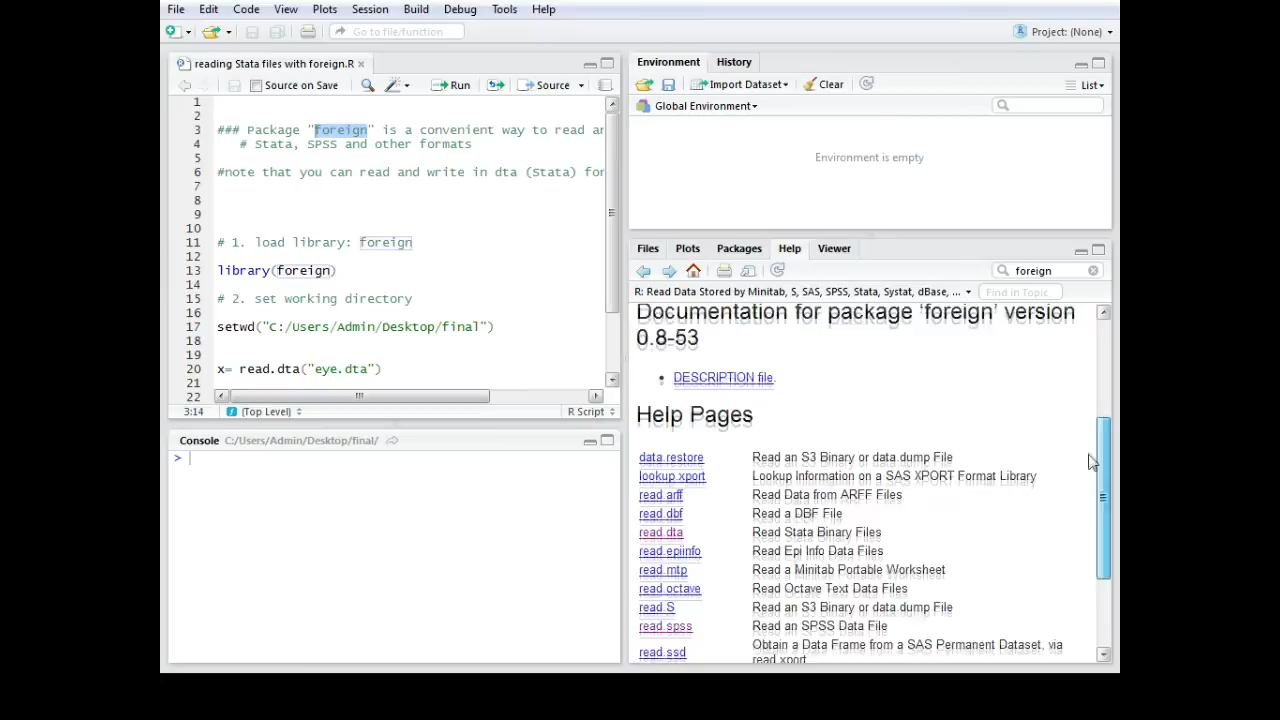 File Edit Code View Plots Session Build Debug Tools Help
Go to file/function
Project: (None)
reading Stata files with foreign.R
Source on Save
Run
Source
1
2
3 ### Package "foreign" is a convenient way to read an
4 # Stata, SPSS and other formats
5
6 #note that you can read and write in dta (Stata) for
7
8
9
10
11 # 1. load library: foreign
12
13 library(foreign)
14
15 # 2. set working directory
16
17 setwd("C:/Users/Admin/Desktop/final")
18
19
20 x= read.dta("eye.dta")
21
22
3:14 (Top Level) R Script
Console C:/Users/Admin/Desktop/final/
>
Environment History
Import Dataset Clear List
Global Environment
Environment is empty
Files Plots Packages Help Viewer
foreign
R: Read Data Stored by Minitab, S, SAS, SPSS, Stata, Systat, dBase, ... Find in Topic
Documentation for package ‘foreign’ version
0.8-53
• DESCRIPTION file.
Help Pages
data.restore Read an S3 Binary or data.dump File
lookup.xport Lookup Information on a SAS XPORT Format Library
read.arff Read Data from ARFF Files
read.dbf Read a DBF File
read.dta Read Stata Binary Files
read.epiinfo Read Epi Info Data Files
read.mtp Read a Minitab Portable Worksheet
read.octave Read Octave Text Data Files
read.S Read an S3 Binary or data.dump File
read.spss Read an SPSS Data File
read.ssd Obtain a Data Frame from a SAS Permanent Dataset, via
read.xport